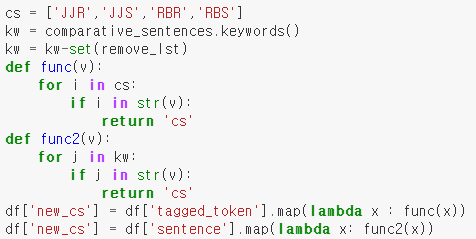 cs = ['JJR','JJS','RBR','RBS']
kw = comparative_sentences.keywords()
kw = kw-set(remove_lst)
def func(v):
    for i in cs:
        if i in str(v):
            return 'cs'
def func2(v):
    for j in kw:
        if j in str(v):
            return 'cs'
df['new_cs'] = df['tagged_token'].map(lambda x : func(x))
df['new_cs'] = df['sentence'].map(lambda x: func2(x))